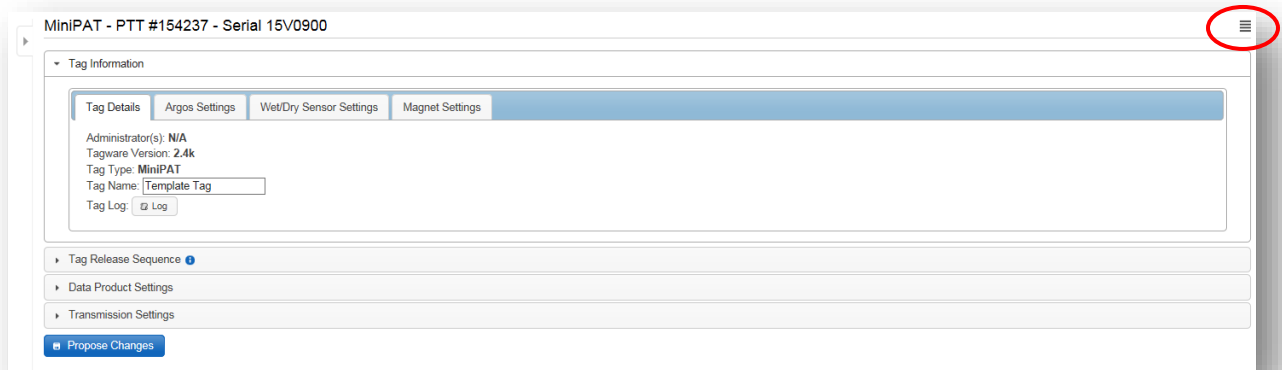 MiniPAT - PTT #154237 - Serial 15V0900
Tag Information
Tag Details Argos Settings Wet/Dry Sensor Settings Magnet Settings
Administrator(s): N/A
Tagware Version: 2.4k
Tag Type: MiniPAT
Tag Name: Template Tag
Tag Log: Log
Tag Release Sequence
Data Product Settings
Transmission Settings
Propose Changes